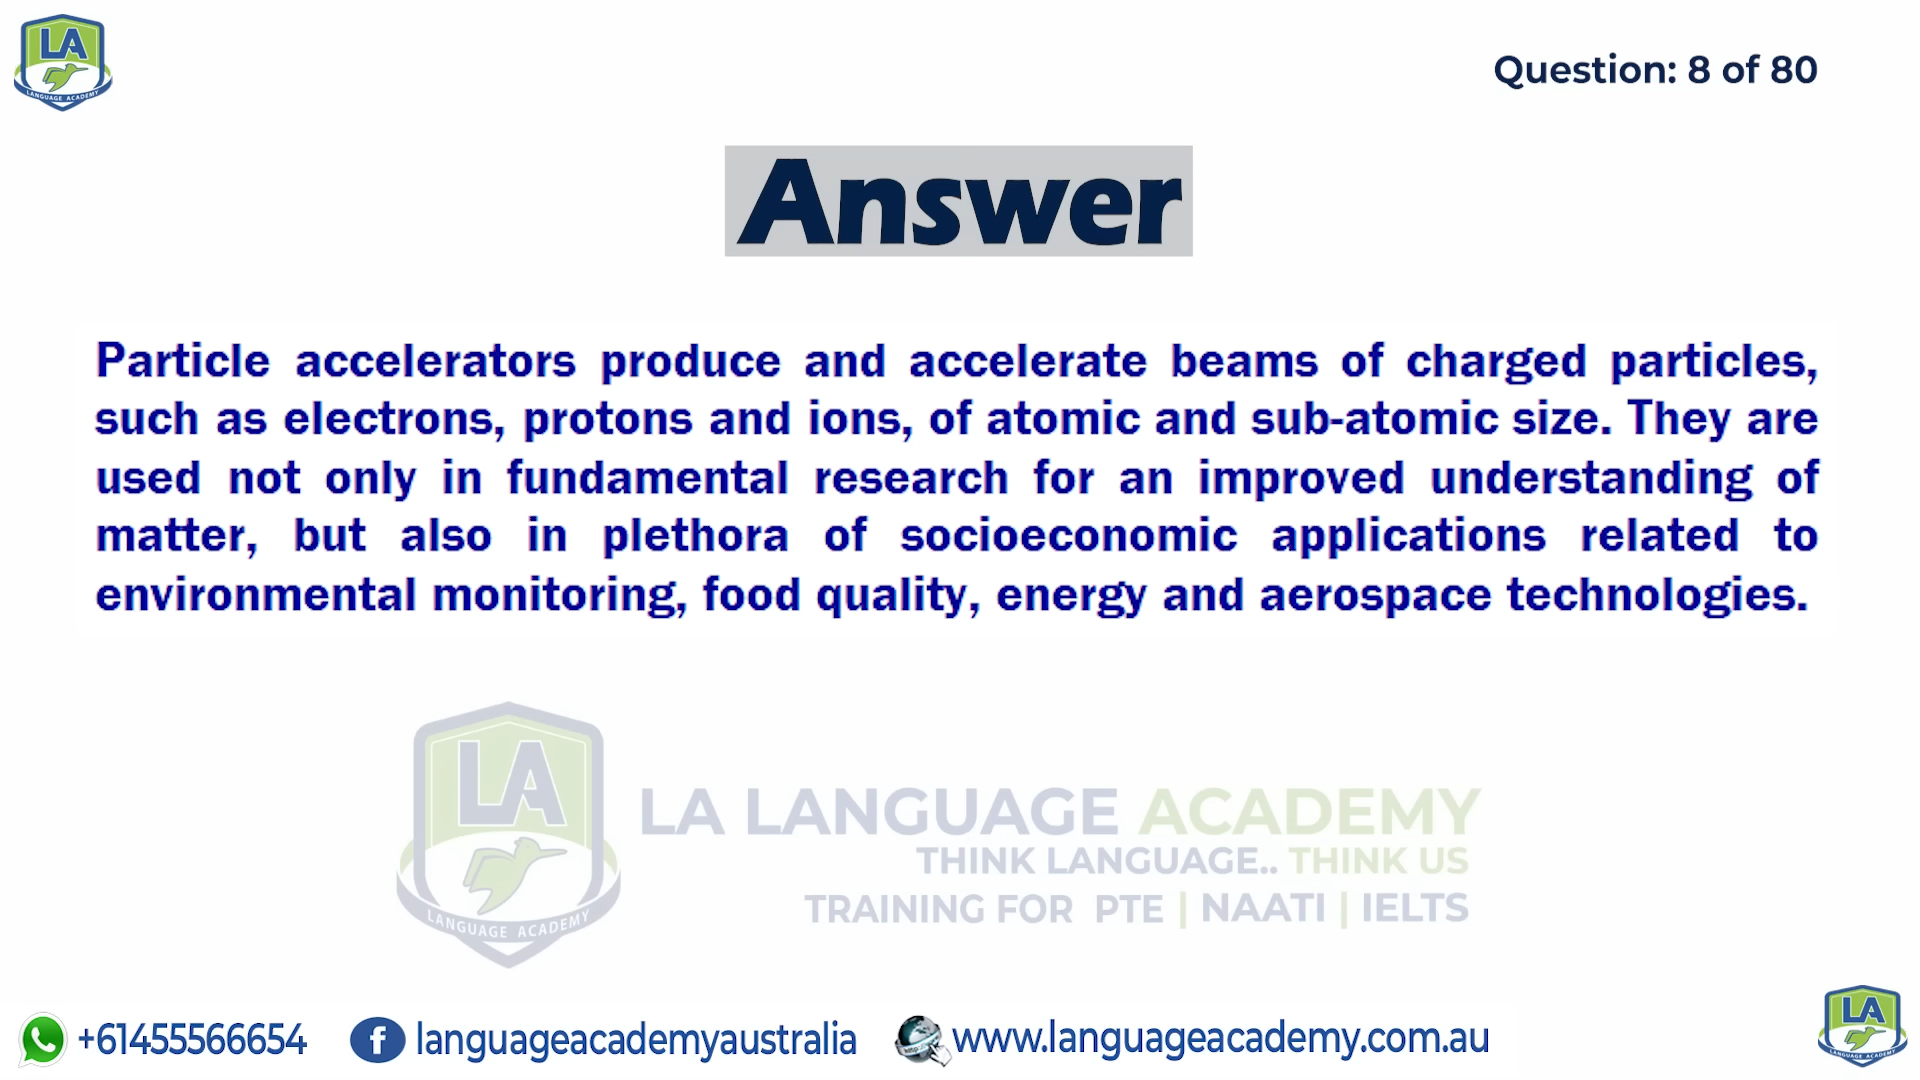 LA
LANGUAGE ACADEMY
Question: 8 of 80
Answer
Particle accelerators produce and accelerate beams of charged particles,
such as electrons, protons and ions, of atomic and sub-atomic size. They are
used not only in fundamental research for an improved understanding of
matter, but also in plethora of socioeconomic applications related to
environmental monitoring, food quality, energy and aerospace technologies.
LA
LANGUAGE ACADEMY
LA LANGUAGE ACADEMY
THINK LANGUAGE.. THINK US
TRAINING FOR PTE | NAATI | IELTS
+61455566654 f languageacademyaustralia www.languageacademy.com.au
LA
LANGUAGE ACADEMY